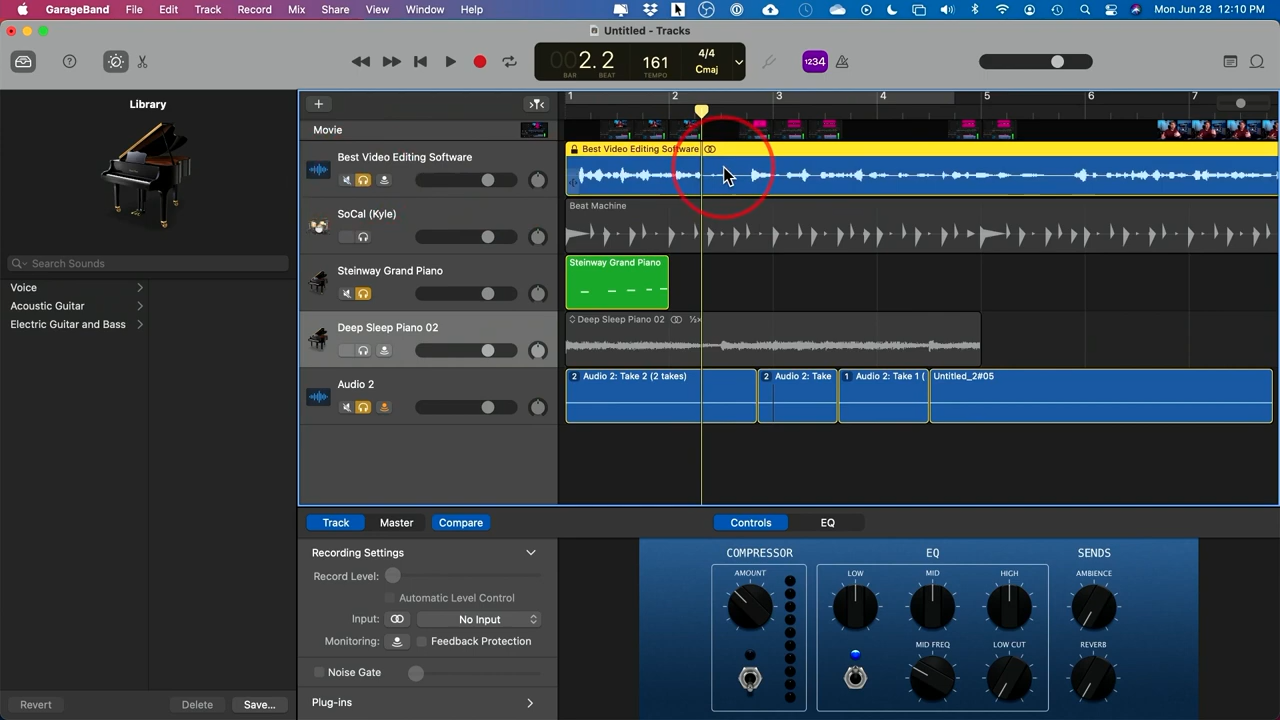 GarageBand File Edit Track Record Mix Share View Window Help Mon Jun 28 12:10 PM
Untitled - Tracks
002.2 161 4/4 Cmaj 1234
BAR BEAT TEMPO
Library
1 2 3 4 5 6 7
Movie
Best Video Editing Software
Best Video Editing Software
SoCal (Kyle)
Beat Machine
Search Sounds
Voice
Acoustic Guitar
Electric Guitar and Bass
Steinway Grand Piano
Steinway Grand Piano
Deep Sleep Piano 02
Deep Sleep Piano 02
Audio 2
2 Audio 2: Take 2 (2 takes) 2 Audio 2: Take 1 Audio 2: Take 1 ( Untitled_2#05
Track Master Compare Controls EQ
Recording Settings
Record Level:
Automatic Level Control
Input: No Input
Monitoring: Feedback Protection
Noise Gate
Plug-ins
COMPRESSOR EQ SENDS
AMOUNT LOW MID HIGH AMBIENCE
MID FREQ LOW CUT REVERB
Revert Delete Save...